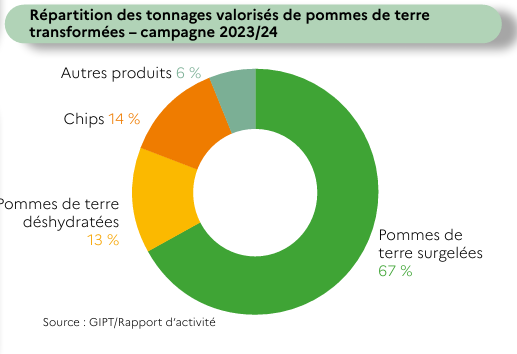 Répartition des tonnages valorisés de pommes de terre
transformées – campagne 2023/24
Autres produits 6 %
Chips 14 %
Pommes de terre
déshydratées
13 %
Pommes de
terre surgelées
67 %
Source : GIPT/Rapport d’activité